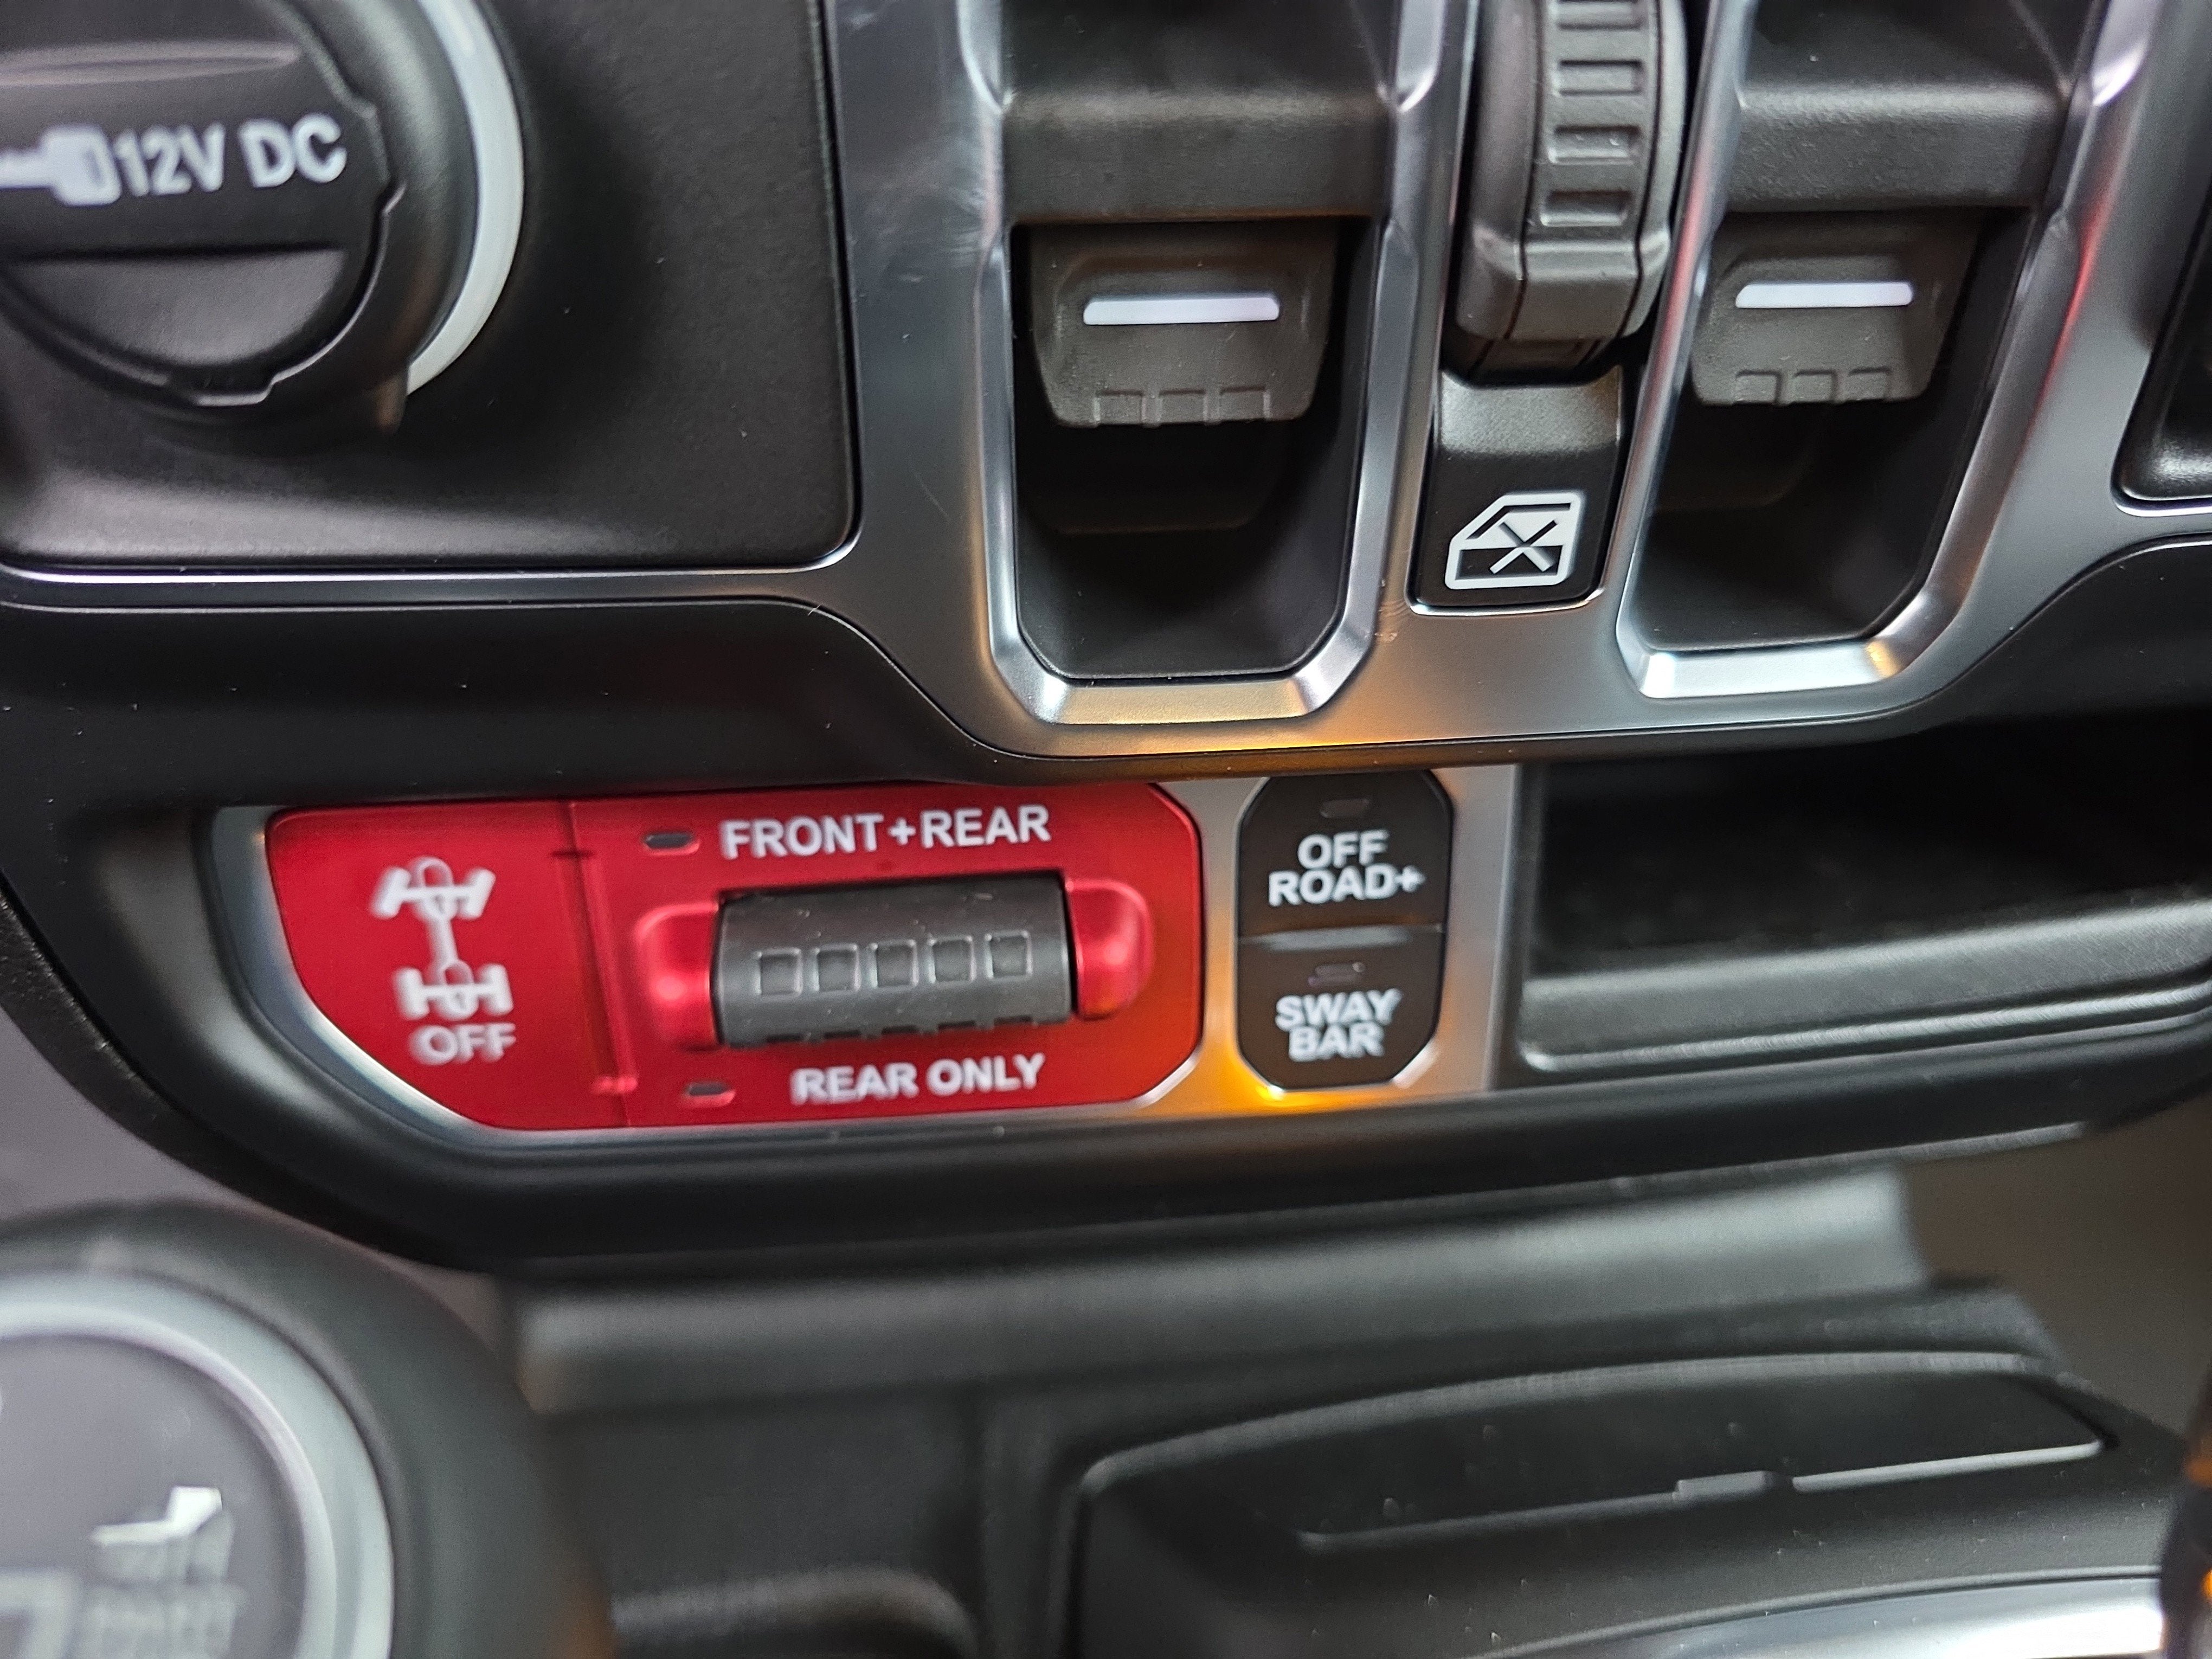 12V DC
FRONT+REAR
OFF
REAR ONLY
OFF
ROAD+
SWAY
BAR